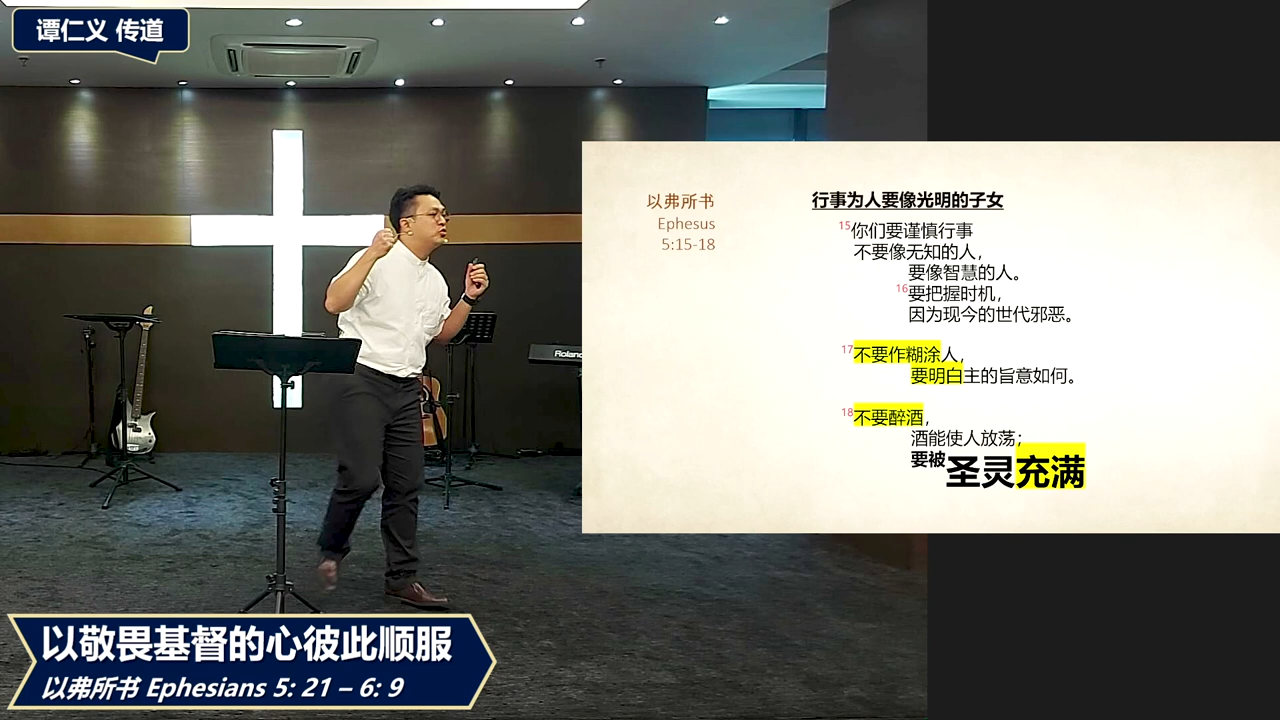 谭仁义 传道
以弗所书
Ephesus
5:15-18
行事为人要像光明的子女
15你们要谨慎行事
不要像无知的人，
要像智慧的人。
16要把握时机，
因为现今的世代邪恶。
17不要作糊涂人，
要明白主的旨意如何。
18不要醉酒，
酒能使人放荡；
要被圣灵充满
Roland
以敬畏基督的心彼此顺服
以弗所书 Ephesians 5: 21 – 6: 9